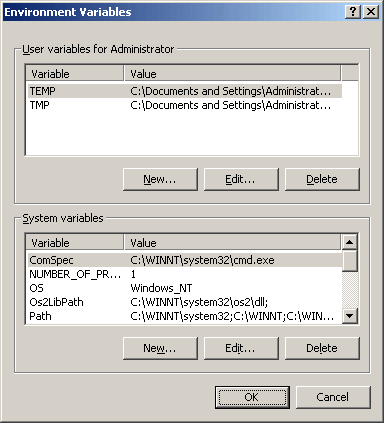 Environment Variables
User variables for Administrator
Variable Value
TEMP C:\Documents and Settings\Administrat...
TMP C:\Documents and Settings\Administrat...
New... Edit... Delete
System variables
Variable Value
ComSpec C:\WINNT\system32\cmd.exe
NUMBER_OF_PR... 1
OS Windows_NT
Os2LibPath C:\WINNT\system32\os2\dll;
Path C:\WINNT\system32;C:\WINNT;C:\WIN...
New... Edit... Delete
OK Cancel